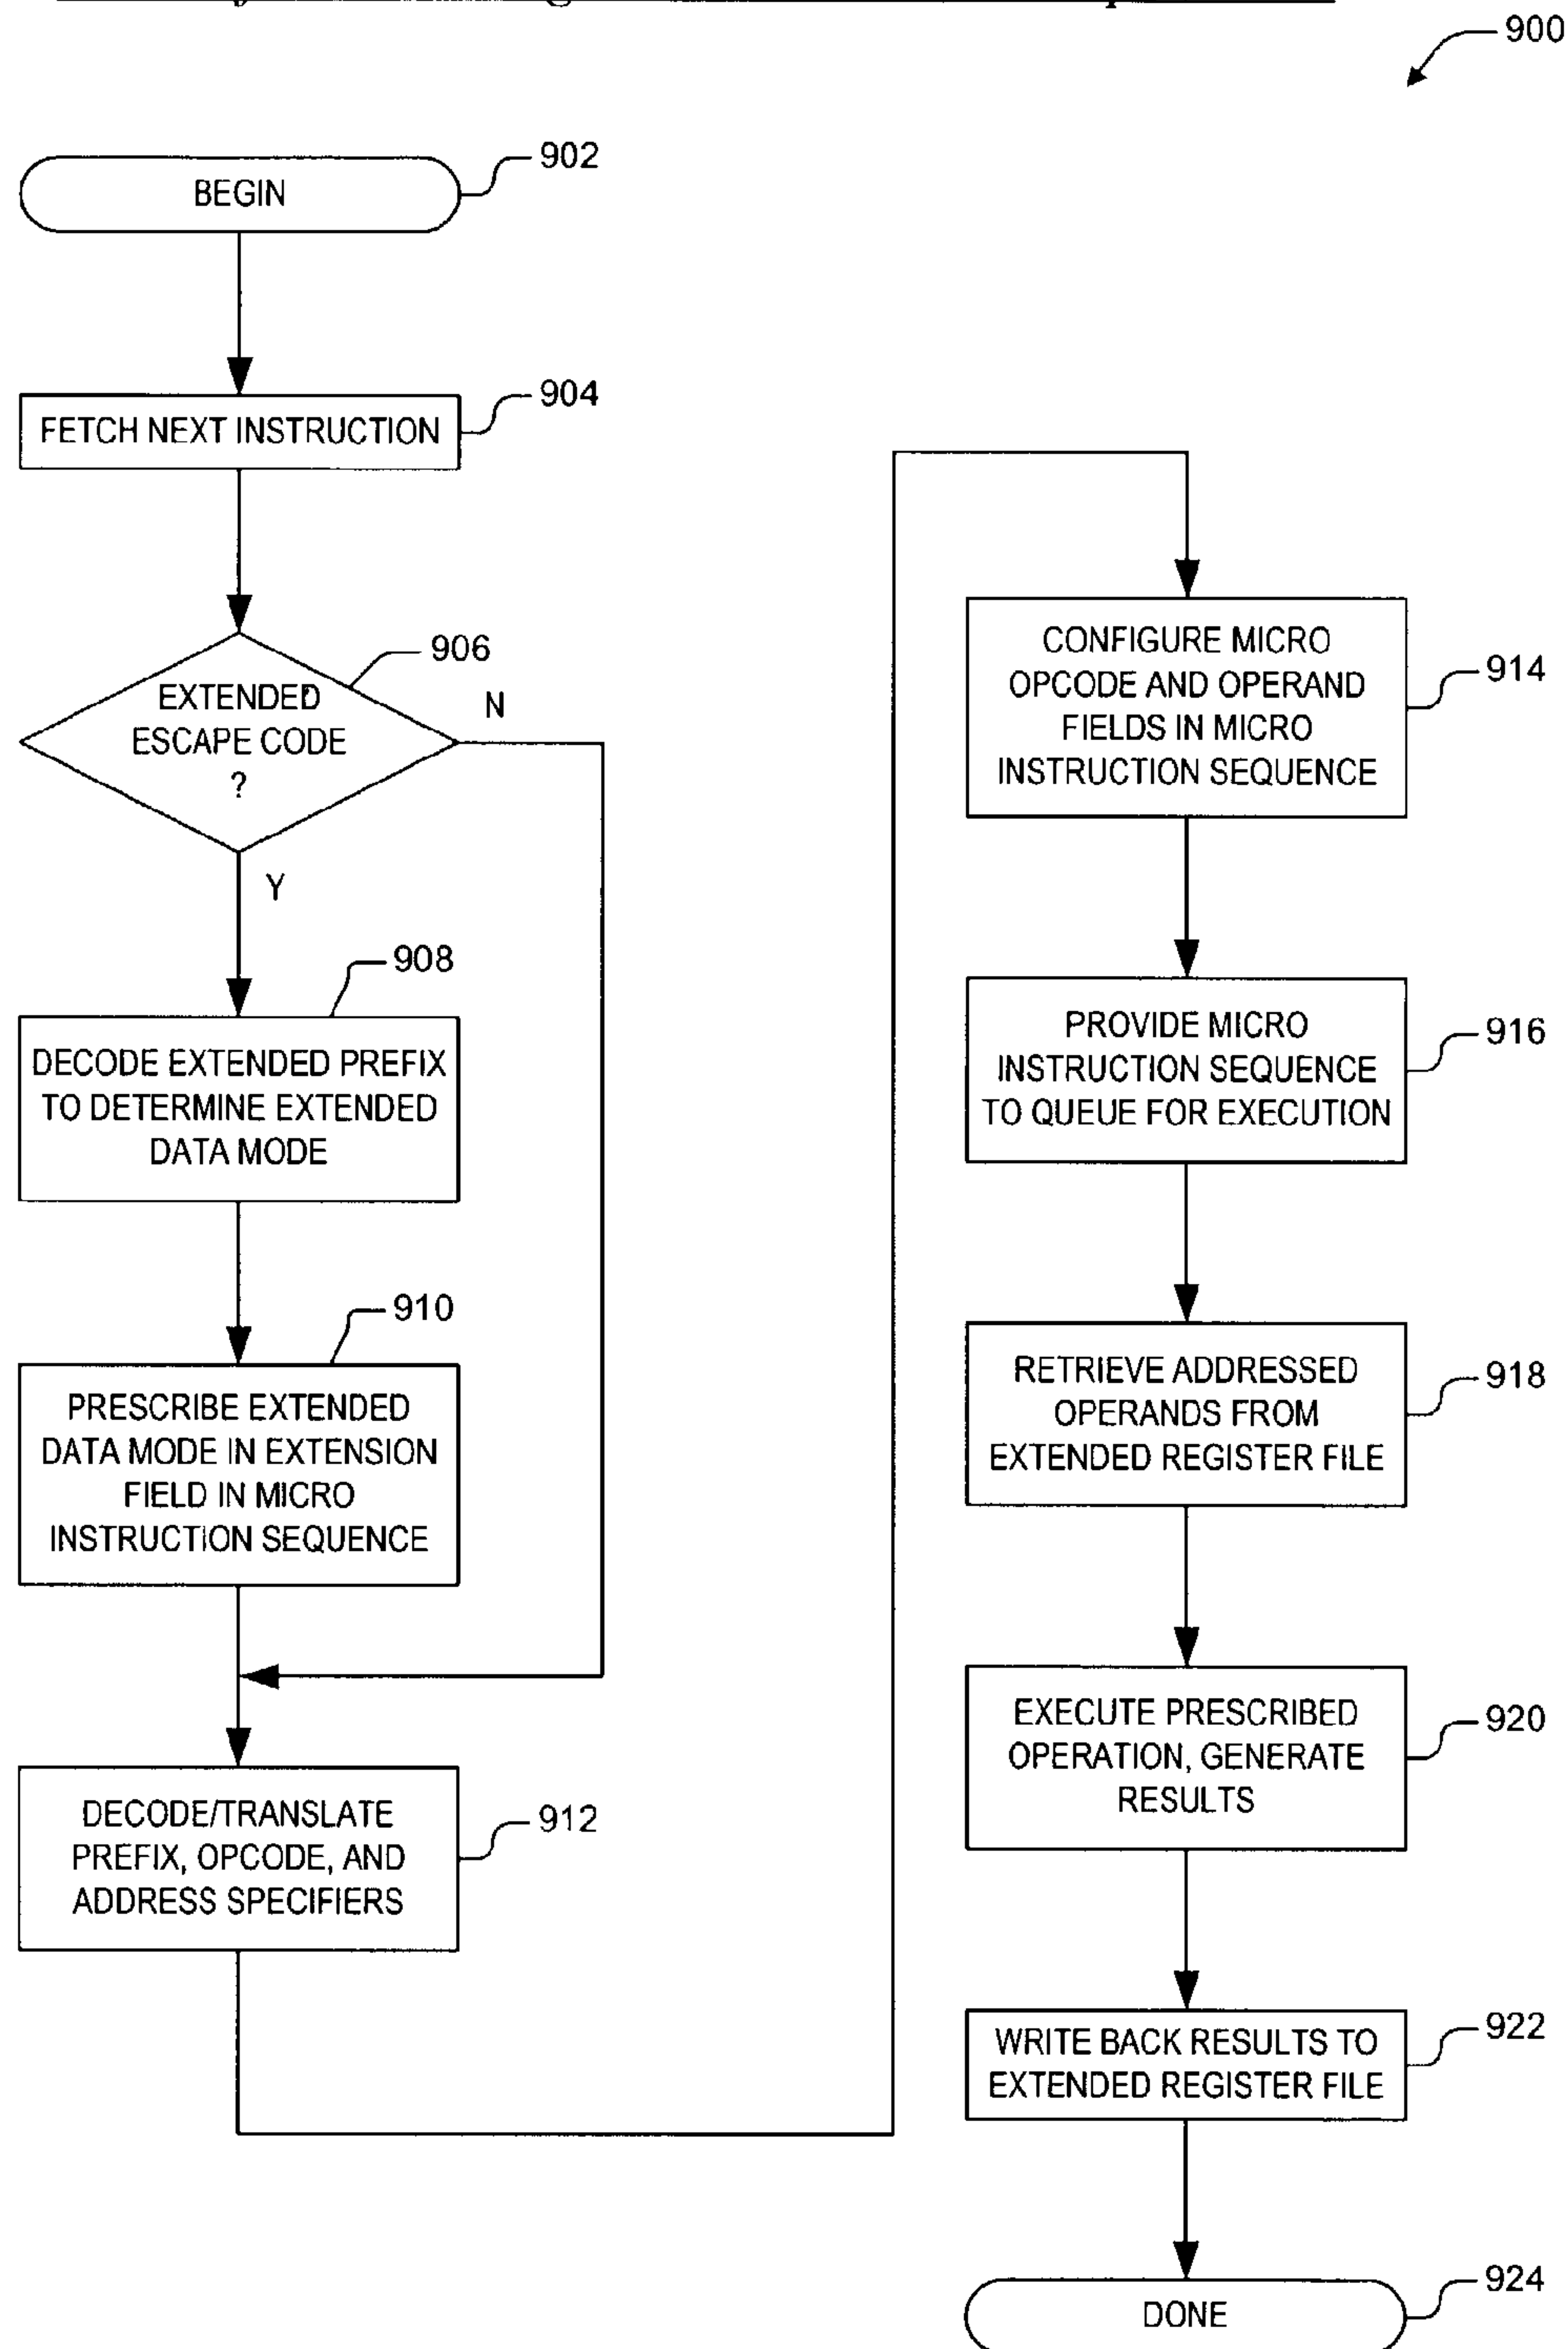 900
BEGIN
902
FETCH NEXT INSTRUCTION
904
EXTENDED
ESCAPE CODE
?
906
N
Y
908
DECODE EXTENDED PREFIX
TO DETERMINE EXTENDED
DATA MODE
910
PRESCRIBE EXTENDED
DATA MODE IN EXTENSION
FIELD IN MICRO
INSTRUCTION SEQUENCE
DECODE/TRANSLATE
PREFIX, OPCODE, AND
ADDRESS SPECIFIERS
912
CONFIGURE MICRO
OPCODE AND OPERAND
FIELDS IN MICRO
INSTRUCTION SEQUENCE
914
PROVIDE MICRO
INSTRUCTION SEQUENCE
TO QUEUE FOR EXECUTION
916
RETRIEVE ADDRESSED
OPERANDS FROM
EXTENDED REGISTER FILE
918
EXECUTE PRESCRIBED
OPERATION, GENERATE
RESULTS
920
WRITE BACK RESULTS TO
EXTENDED REGISTER FILE
922
DONE
924